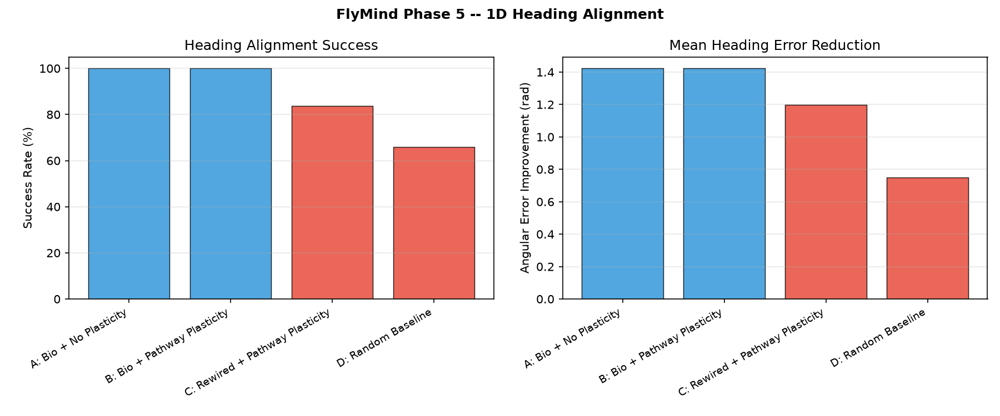 FlyMind Phase 5 -- 1D Heading Alignment
Heading Alignment Success
Success Rate (%)
100
80
60
40
20
0
A: Bio + No Plasticity
B: Bio + Pathway Plasticity
C: Rewired + Pathway Plasticity
D: Random Baseline
Mean Heading Error Reduction
Angular Error Improvement (rad)
1.4
1.2
1.0
0.8
0.6
0.4
0.2
0.0
A: Bio + No Plasticity
B: Bio + Pathway Plasticity
C: Rewired + Pathway Plasticity
D: Random Baseline